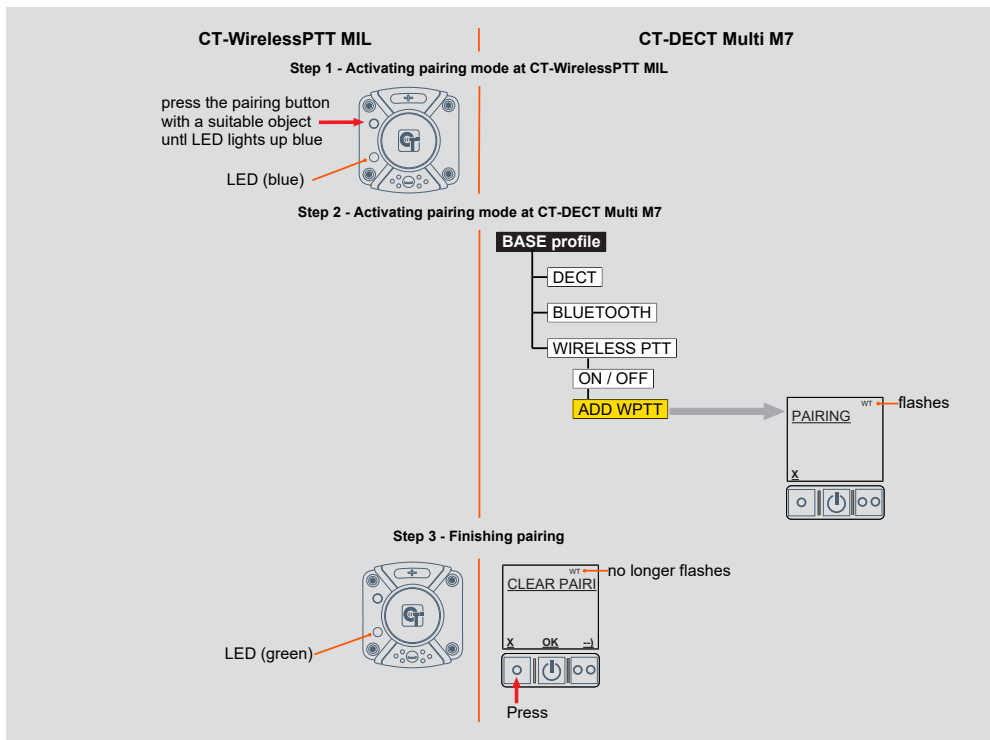 CT-WirelessPTT MIL
CT-DECT Multi M7
Step 1 - Activating pairing mode at CT-WirelessPTT MIL
press the pairing button
with a suitable object
untl LED lights up blue
LED (blue)
CT
Step 2 - Activating pairing mode at CT-DECT Multi M7
BASE profile
DECT
BLUETOOTH
WIRELESS PTT
ON / OFF
ADD WPTT
WT
flashes
PAIRING
X
Step 3 - Finishing pairing
CT
LED (green)
WT
no longer flashes
CLEAR PAIRI
X OK --)
Press